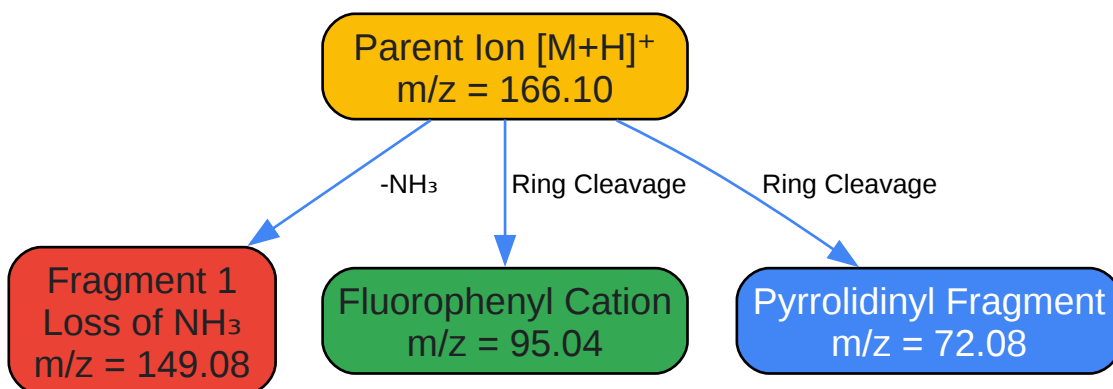 Parent Ion [M+H]⁺
m/z = 166.10
-NH₃
Ring Cleavage
Ring Cleavage
Fragment 1
Loss of NH₃
m/z = 149.08
Fluorophenyl Cation
m/z = 95.04
Pyrrolidinyl Fragment
m/z = 72.08